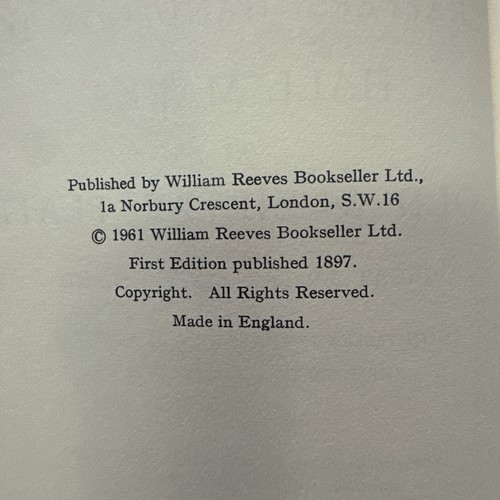 Published by William Reeves Bookseller Ltd.,
1a Norbury Crescent, London, S.W.16
© 1961 William Reeves Bookseller Ltd.
First Edition published 1897.
Copyright. All Rights Reserved.
Made in England.